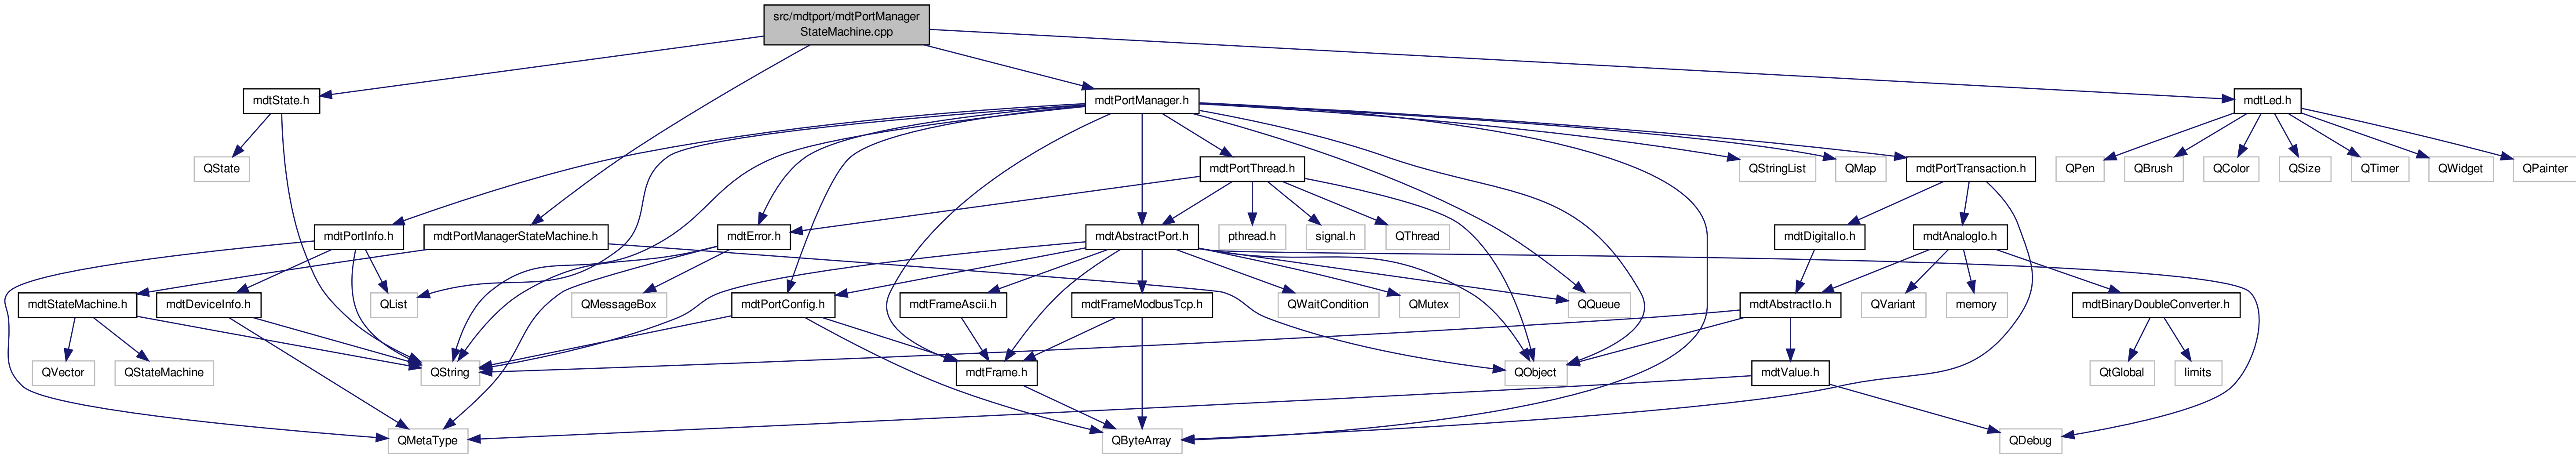 src/mdtport/mdtPortManager
StateMachine.cpp
mdtState.h
mdtPortManager.h
mdtLed.h
QState
mdtPortThread.h
QStringList
QMap
mdtPortTransaction.h
QPen
QBrush
QColor
QSize
QTimer
QWidget
QPainter
mdtPortInfo.h
mdtPortManagerStateMachine.h
mdtError.h
mdtAbstractPort.h
pthread.h
signal.h
QThread
mdtDigitalIo.h
mdtAnalogIo.h
mdtStateMachine.h
mdtDeviceInfo.h
QList
QMessageBox
mdtPortConfig.h
mdtFrameAscii.h
mdtFrameModbusTcp.h
QWaitCondition
QMutex
QQueue
mdtAbstractIo.h
QVariant
memory
mdtBinaryDoubleConverter.h
QVector
QStateMachine
QString
mdtFrame.h
QObject
mdtValue.h
QtGlobal
limits
QMetaType
QByteArray
QDebug